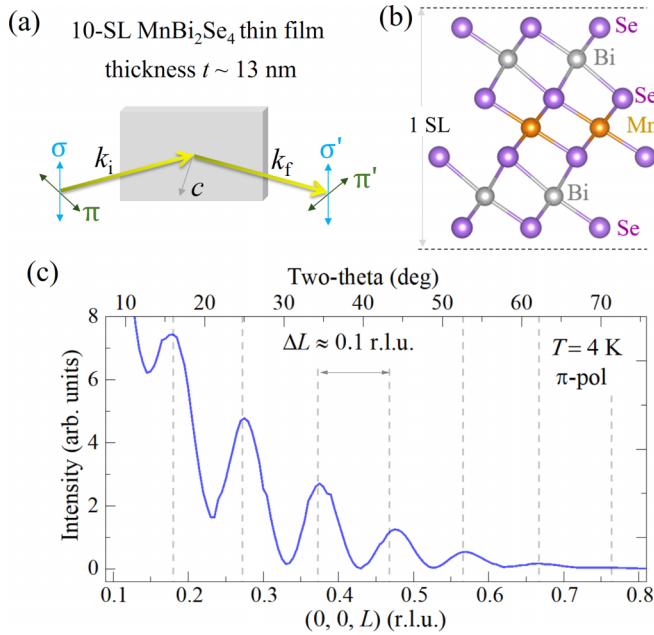 (a)
10-SL MnBi₂Se₄ thin film
thickness t ~ 13 nm
σ
π
kᵢ
c
k_f
σ'
π'
(b)
1 SL
Se
Bi
Se
Mn
Bi
Se
(c)
Two-theta (deg)
10 20 30 40 50 60 70
ΔL ≈ 0.1 r.l.u.
T = 4 K
π-pol
Intensity (arb. units)
8
6
4
2
0
0.1 0.2 0.3 0.4 0.5 0.6 0.7 0.8
(0, 0, L) (r.l.u.)